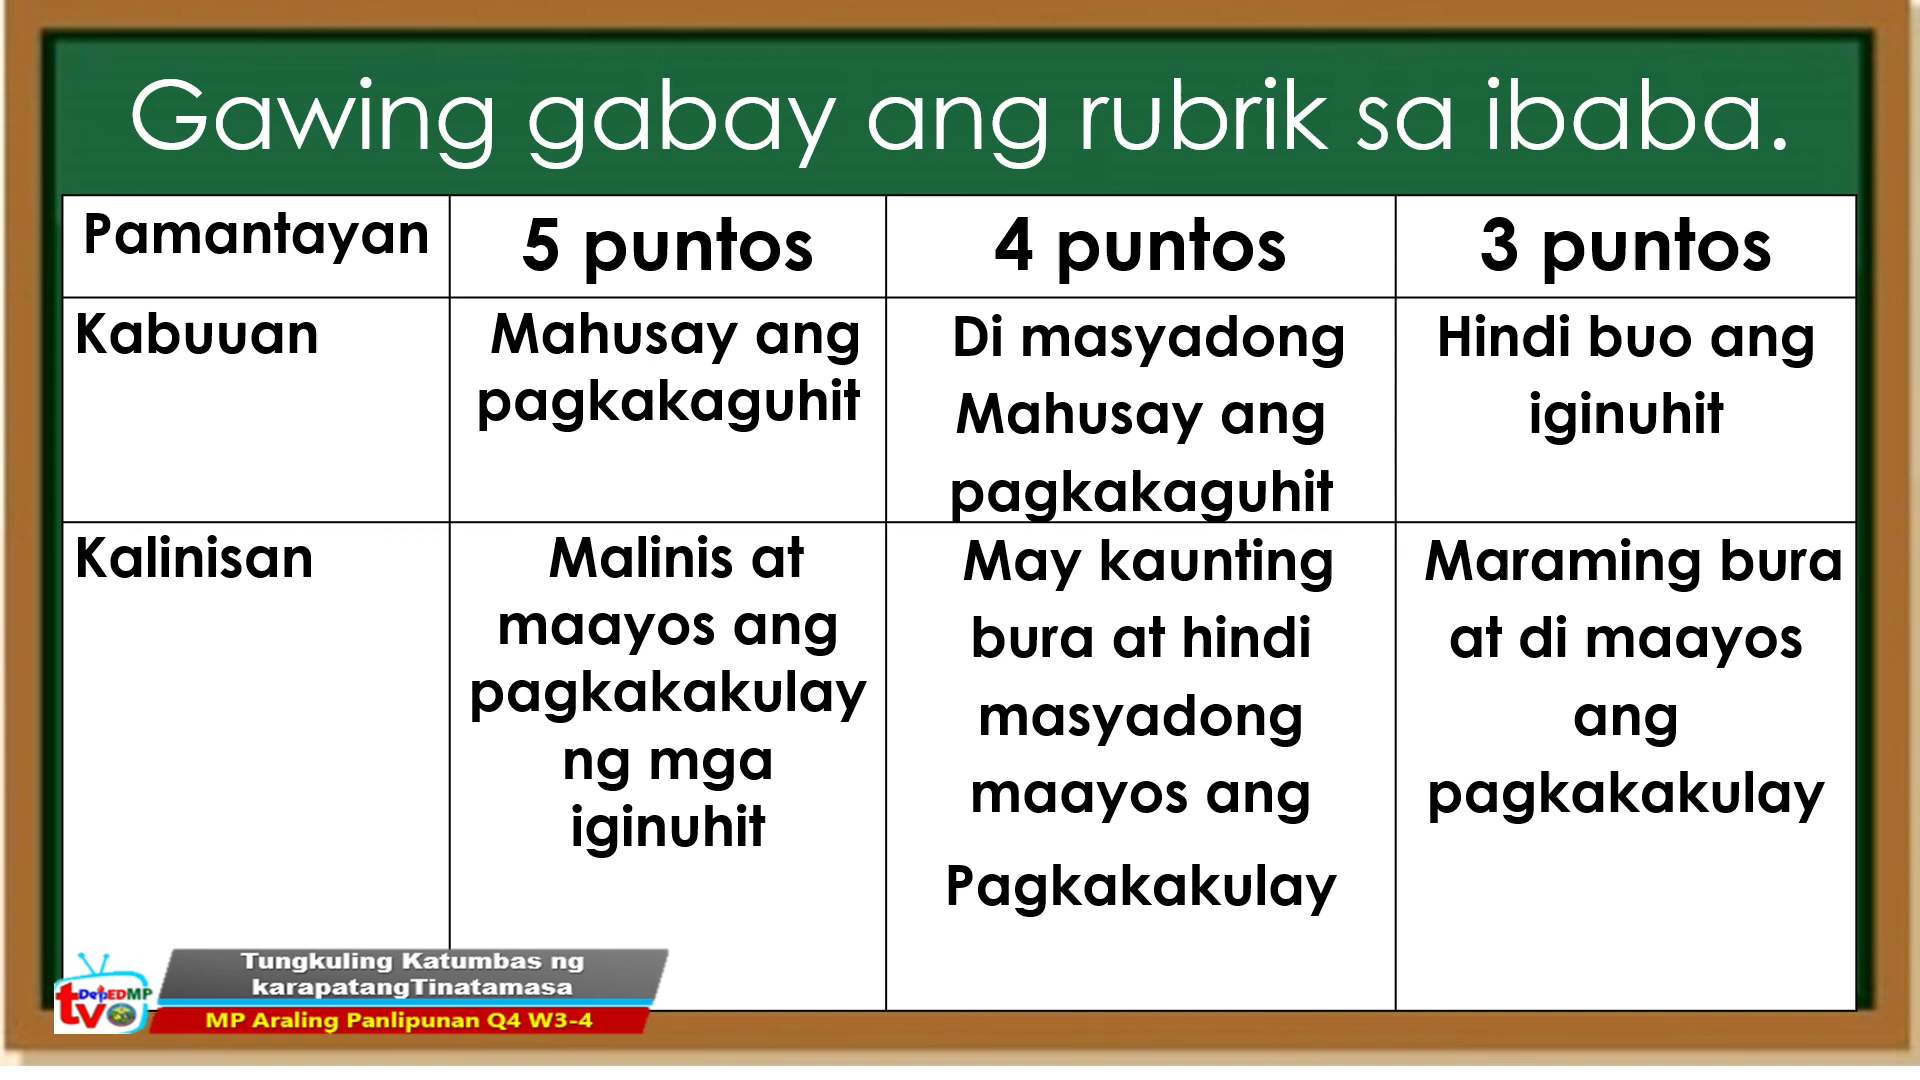 Gawing gabay ang rubrik sa ibaba.
Pamantayan
5 puntos
4 puntos
3 puntos
Kabuuan
Mahusay ang
pagkakaguhit
Di masyadong
Mahusay ang
pagkakaguhit
Hindi buo ang
iginuhit
Kalinisan
Malinis at
maayos ang
pagkakakulay
ng mga
iginuhit
May kaunting
bura at hindi
masyadong
maayos ang
Pagkakakulay
Maraming bura
at di maayos
ang
pagkakakulay
Tungkuling Katumbas ng
karapatangTinatamasa
DepEDMP
tv
MP Araling Panlipunan Q4 W3-4